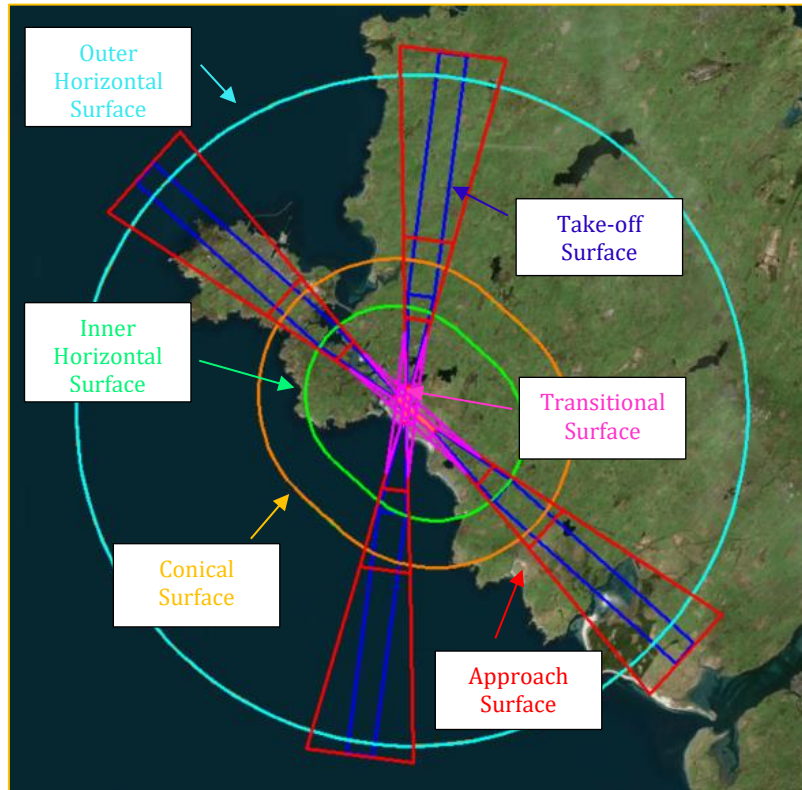 Outer
Horizontal
Surface
Take-off
Surface
Inner
Horizontal
Surface
Transitional
Surface
Conical
Surface
Approach
Surface